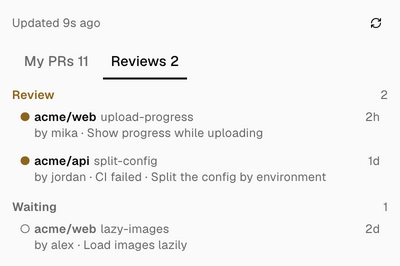 Updated 9s ago
My PRs 11 Reviews 2
Review 2
acme/web upload-progress 2h
by mika · Show progress while uploading
acme/api split-config 1d
by jordan · CI failed · Split the config by environment
Waiting 1
acme/web lazy-images 2d
by alex · Load images lazily